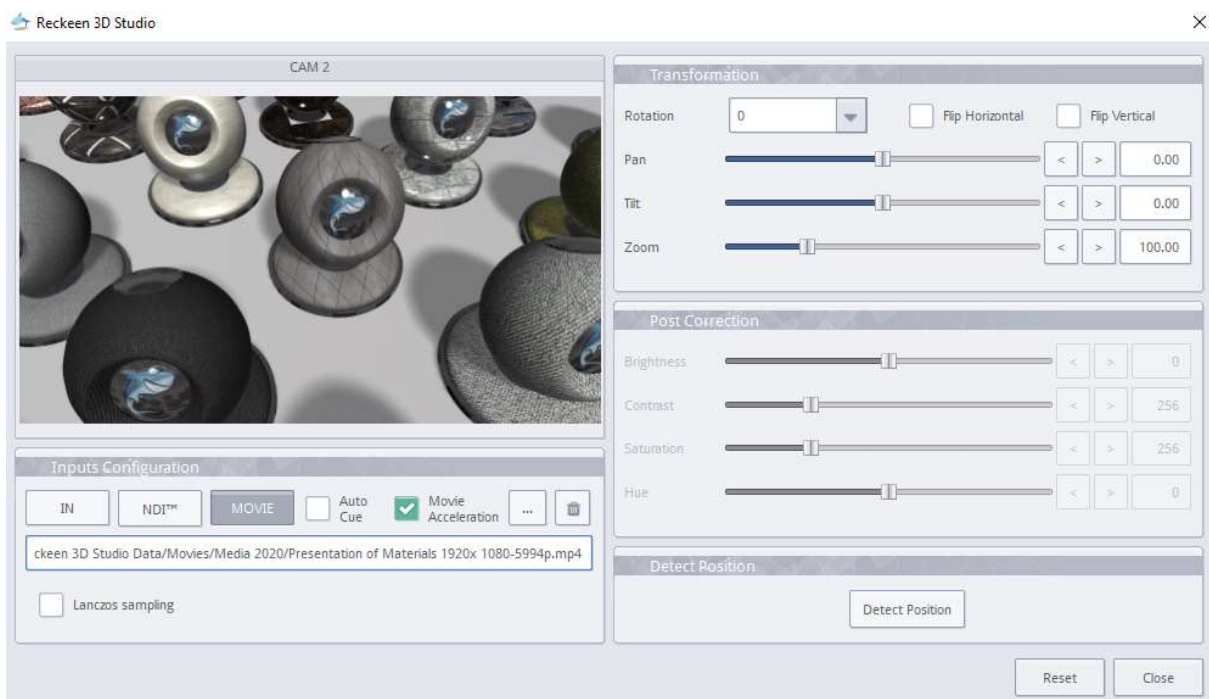 Reckeen 3D Studio
CAM 2
Inputs Configuration
IN
NDI™
MOVIE
Auto
Cue
Movie
Acceleration
...
ckeen 3D Studio Data/Movies/Media 2020/Presentation of Materials 1920x 1080-5994p.mp4
Lanczos sampling
Transformation
Rotation 0 Flip Horizontal Flip Vertical
Pan < > 0.00
Tilt < > 0.00
Zoom < > 100.00
Post Correction
Brightness < > 0
Contrast < > 256
Saturation < > 256
Hue < > 0
Detect Position
Detect Position
Reset Close